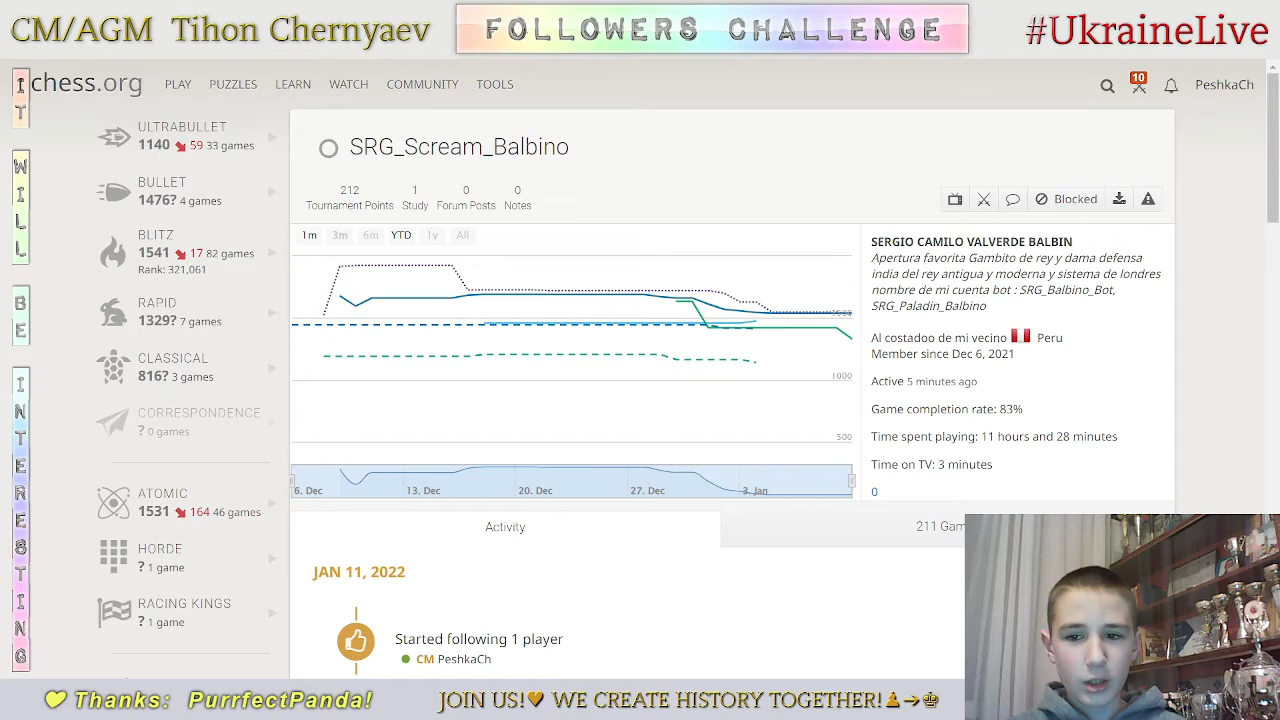 CM/AGM Tihon Chernyaev
FOLLOWERS CHALLENGE
#UkraineLive
IT
WILL
BE
INTERESTING
chess.org
PLAY PUZZLES LEARN WATCH COMMUNITY TOOLS
10
PeshkaCh
ULTRABULLET
1140 59 33 games
BULLET
1476? 4 games
BLITZ
1541 17 82 games
Rank: 321,061
RAPID
1329? 7 games
CLASSICAL
816? 3 games
CORRESPONDENCE
? 0 games
ATOMIC
1531 164 46 games
HORDE
? 1 game
RACING KINGS
? 1 game
SRG_Scream_Balbino
212 1 0 0
Tournament Points Study Forum Posts Notes
Blocked
1m 3m 6m YTD 1y All
1500
1000
500
6. Dec 13. Dec 20. Dec 27. Dec 3. Jan
SERGIO CAMILO VALVERDE BALBIN
Apertura favorita Gambito de rey y dama defensa
india del rey antigua y moderna y sistema de londres
nombre de mi cuenta bot : SRG_Balbino_Bot,
SRG_Paladin_Balbino
Al costadoo de mi vecino Peru
Member since Dec 6, 2021
Active 5 minutes ago
Game completion rate: 83%
Time spent playing: 11 hours and 28 minutes
Time on TV: 3 minutes
0
Activity
211 Gam
JAN 11, 2022
Started following 1 player
CM PeshkaCh
Thanks: PurrfectPanda!
JOIN US! WE CREATE HISTORY TOGETHER!